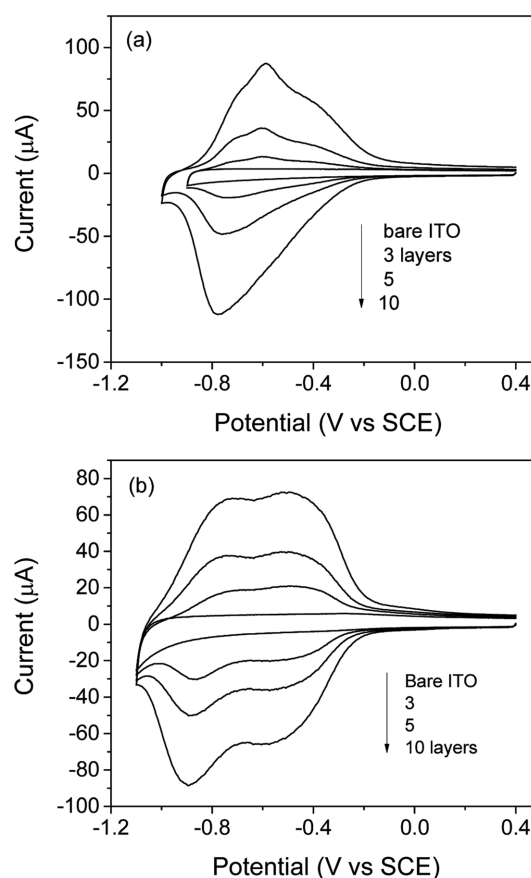 (a)
100
50
0
-50
-100
-150
Current (μA)
bare ITO
3 layers
5
10
-1.2 -0.8 -0.4 0.0 0.4
Potential (V vs SCE)
(b)
80
60
40
20
0
-20
-40
-60
-80
-100
Current (μA)
Bare ITO
3
5
10 layers
-1.2 -0.8 -0.4 0.0 0.4
Potential (V vs SCE)